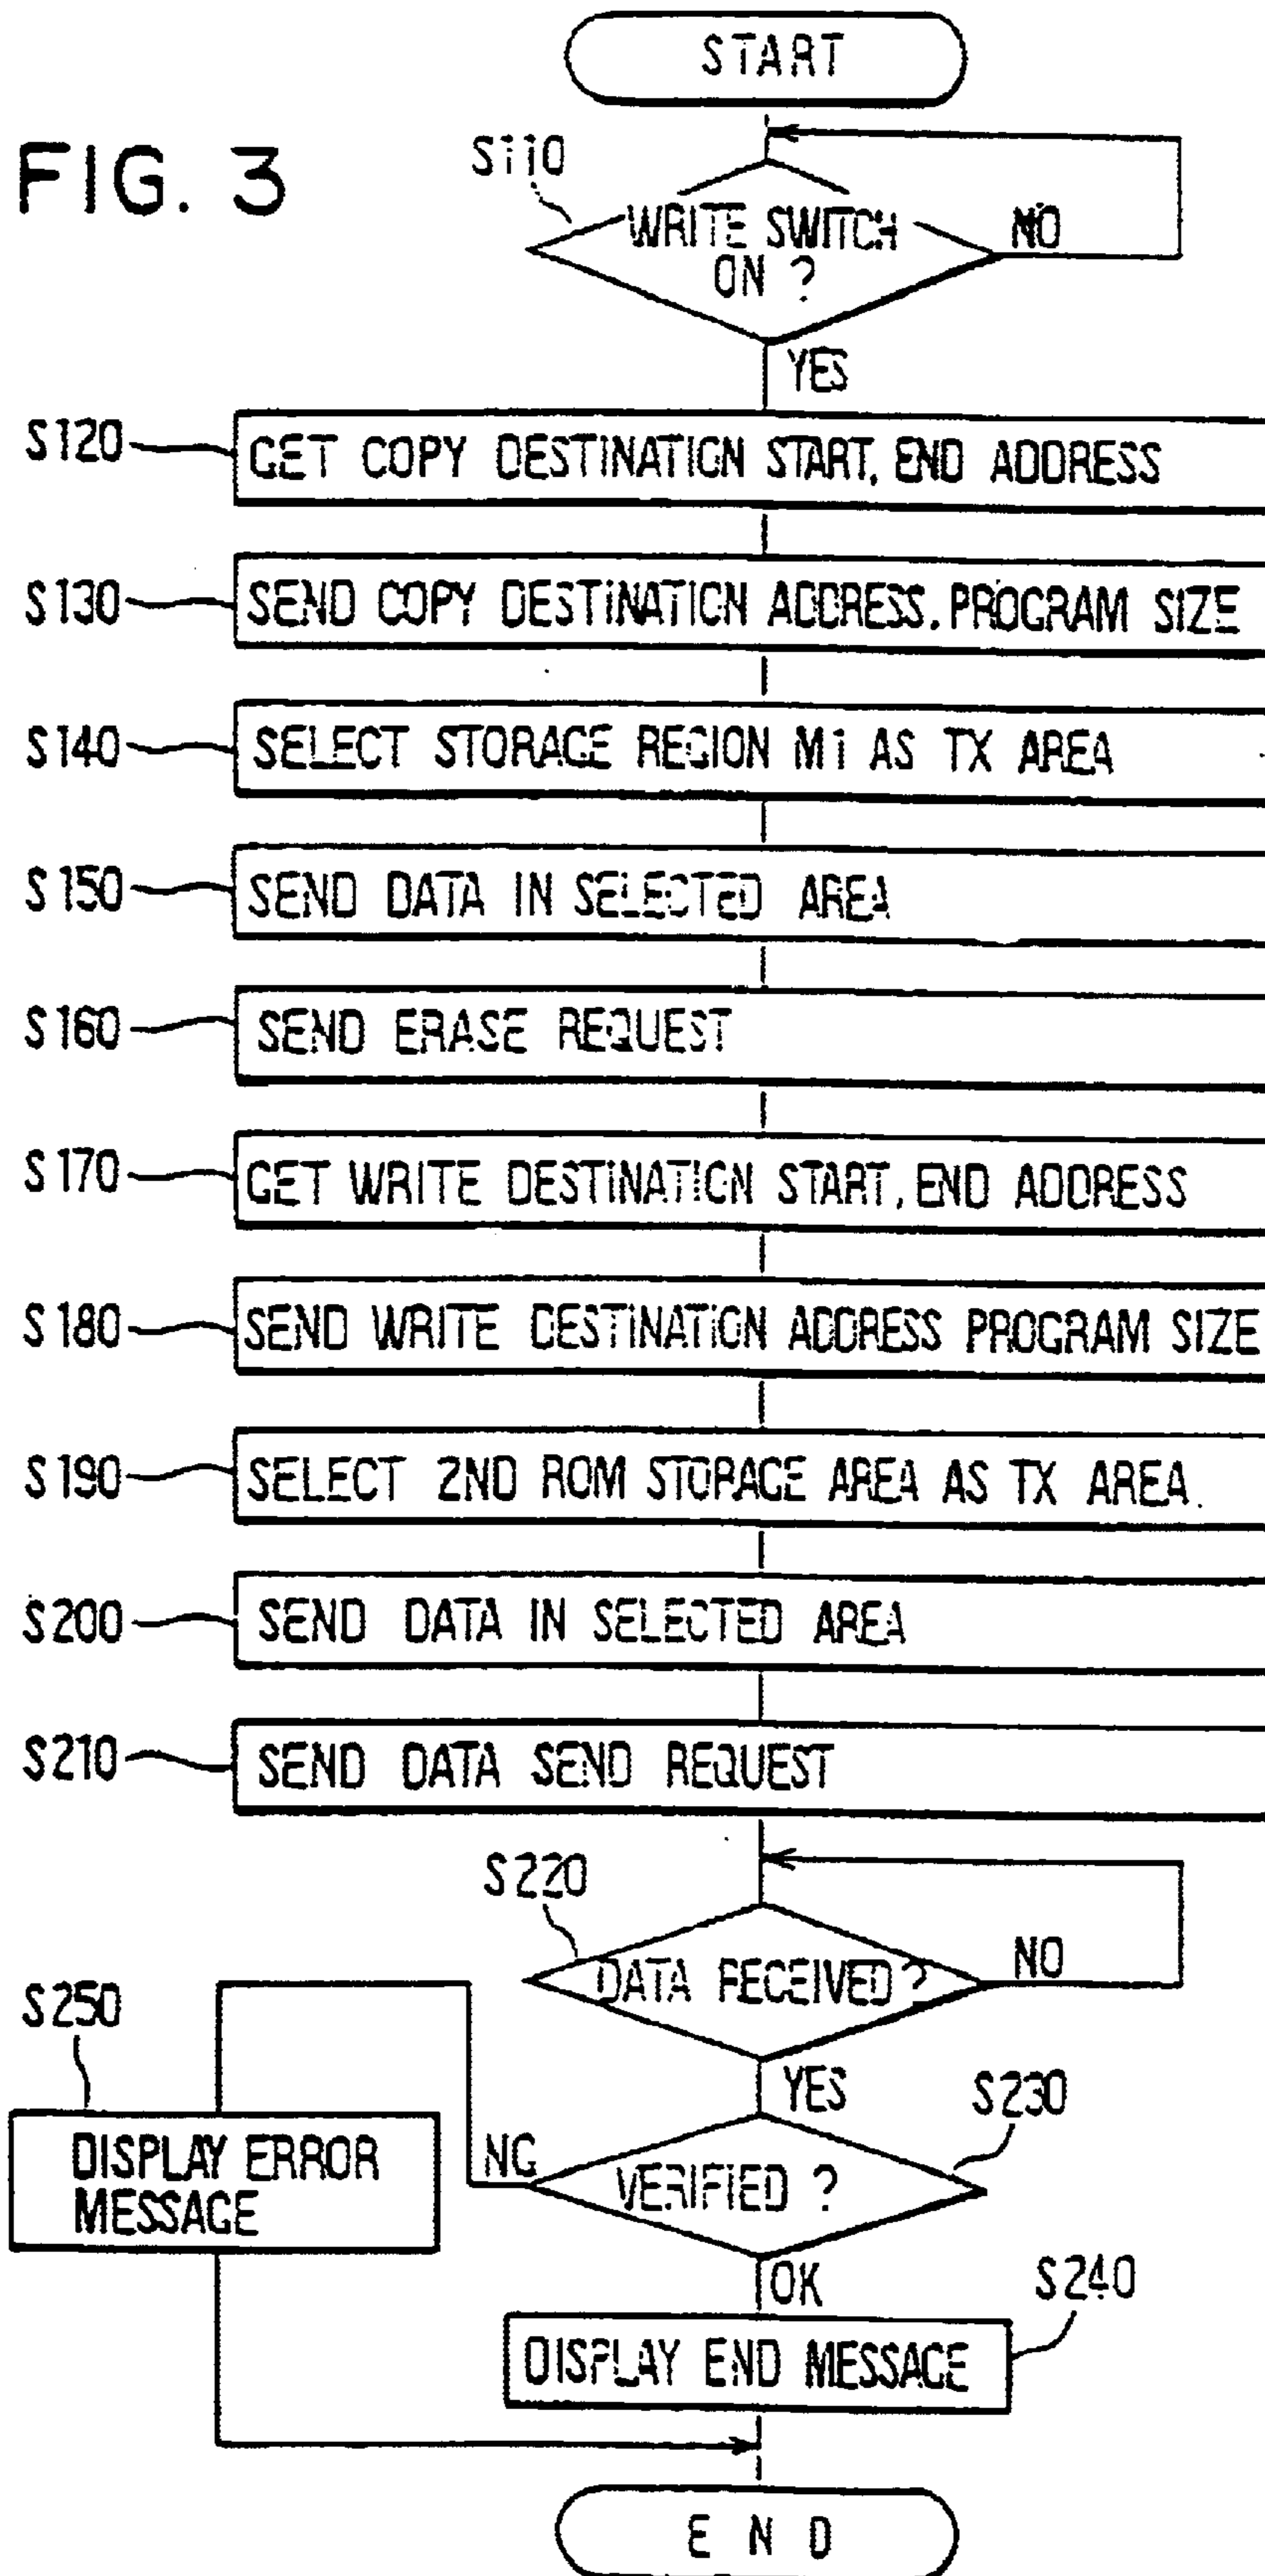 START
FIG. 3
S110
WRITE SWITCH
ON ?
NO
YES
S120
GET COPY DESTINATION START, END ADDRESS
S130
SEND COPY DESTINATION ADDRESS. PROGRAM SIZE
S140
SELECT STORAGE REGION M1 AS TX AREA
S150
SEND DATA IN SELECTED AREA
S160
SEND ERASE REQUEST
S170
GET WRITE DESTINATION START, END ADDRESS
S180
SEND WRITE DESTINATION ADDRESS PROGRAM SIZE
S190
SELECT 2ND ROM STORAGE AREA AS TX AREA.
S200
SEND DATA IN SELECTED AREA
S210
SEND DATA SEND REQUEST
S220
DATA RECEIVED ?
NO
YES
S250
DISPLAY ERROR
MESSAGE
S230
VERIFIED ?
NG
OK
S240
DISPLAY END MESSAGE
END